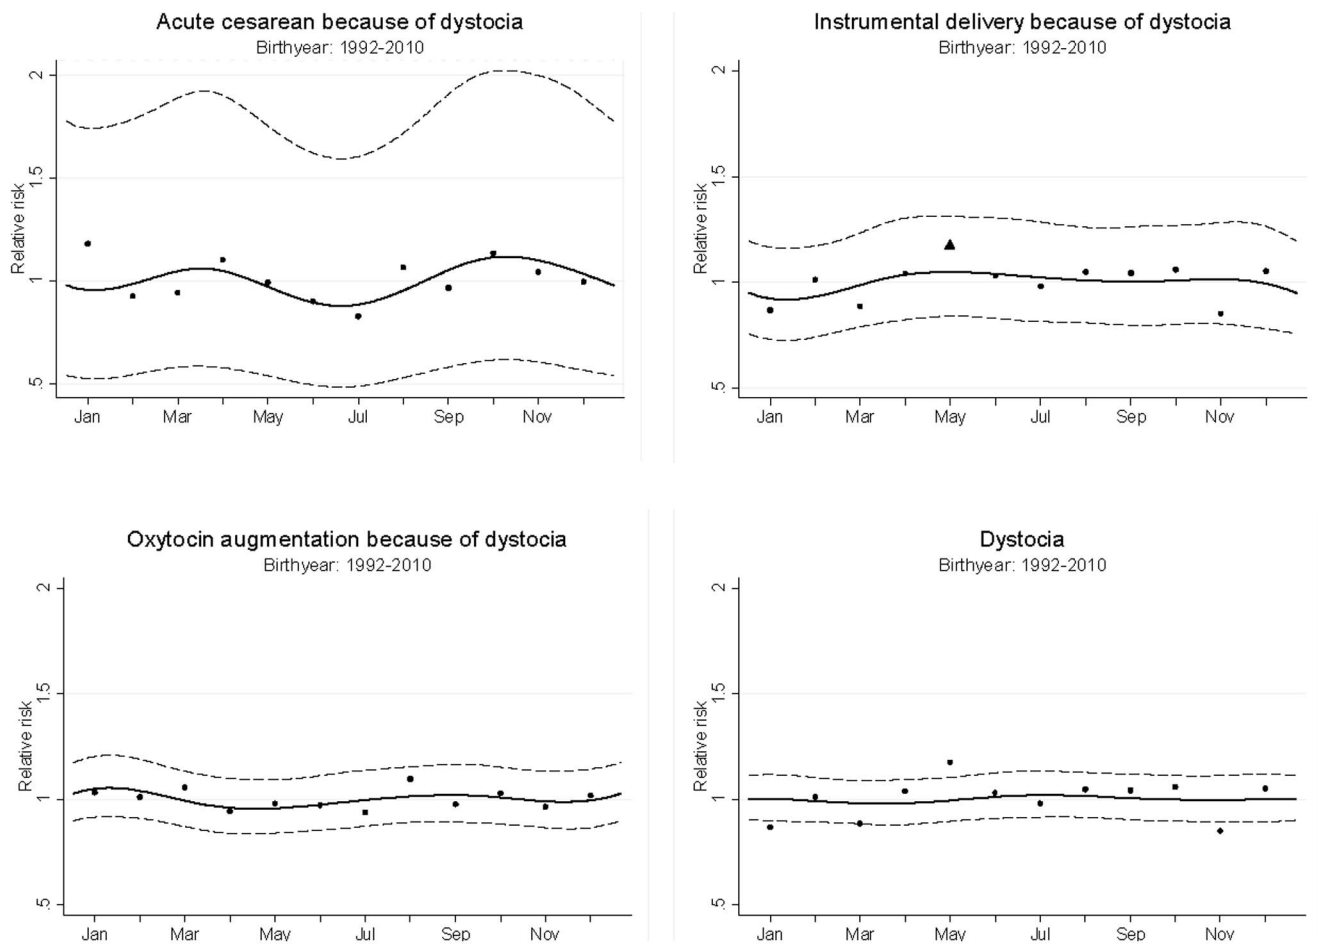 Acute cesarean because of dystocia
Birthyear: 1992-2010
Relative risk
2
1.5
1
.5
Jan Mar May Jul Sep Nov
Instrumental delivery because of dystocia
Birthyear: 1992-2010
Relative risk
2
1.5
1
.5
Jan Mar May Jul Sep Nov
Oxytocin augmentation because of dystocia
Birthyear: 1992-2010
Relative risk
2
1.5
1
.5
Jan Mar May Jul Sep Nov
Dystocia
Birthyear: 1992-2010
Relative risk
2
1.5
1
.5
Jan Mar May Jul Sep Nov